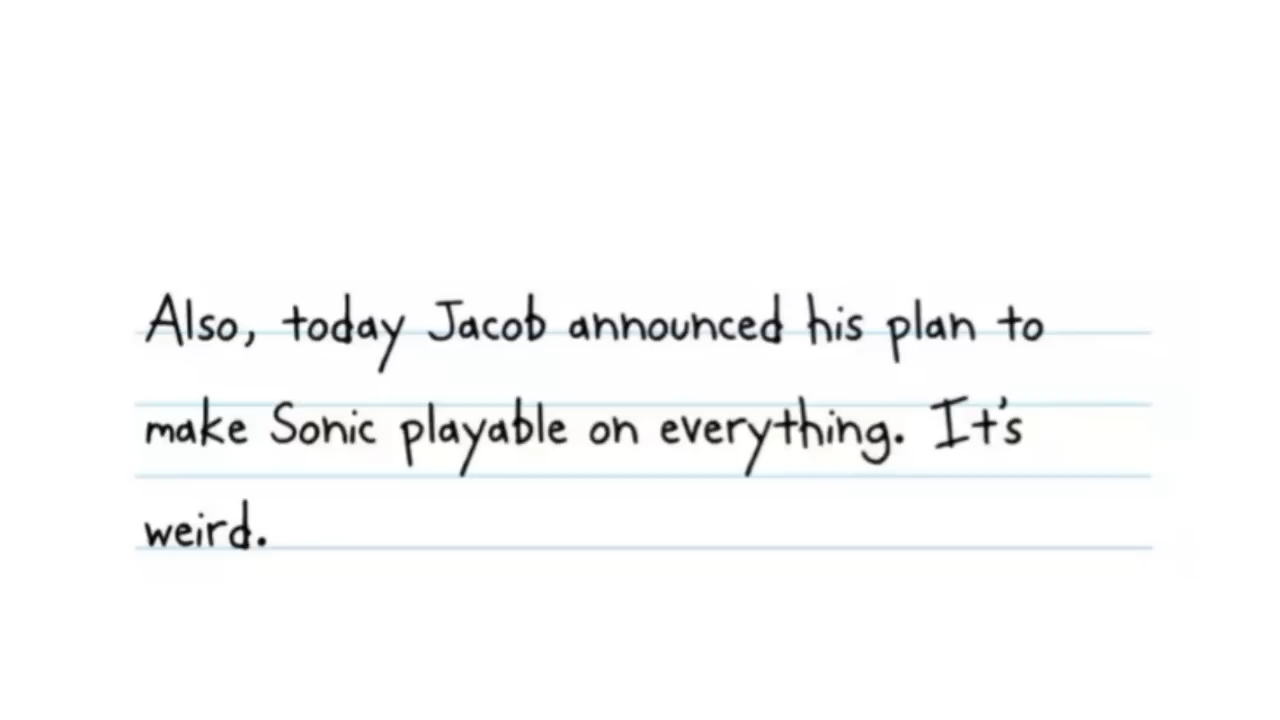 Also, today Jacob announced his plan to
make Sonic playable on everything. It's
weird.